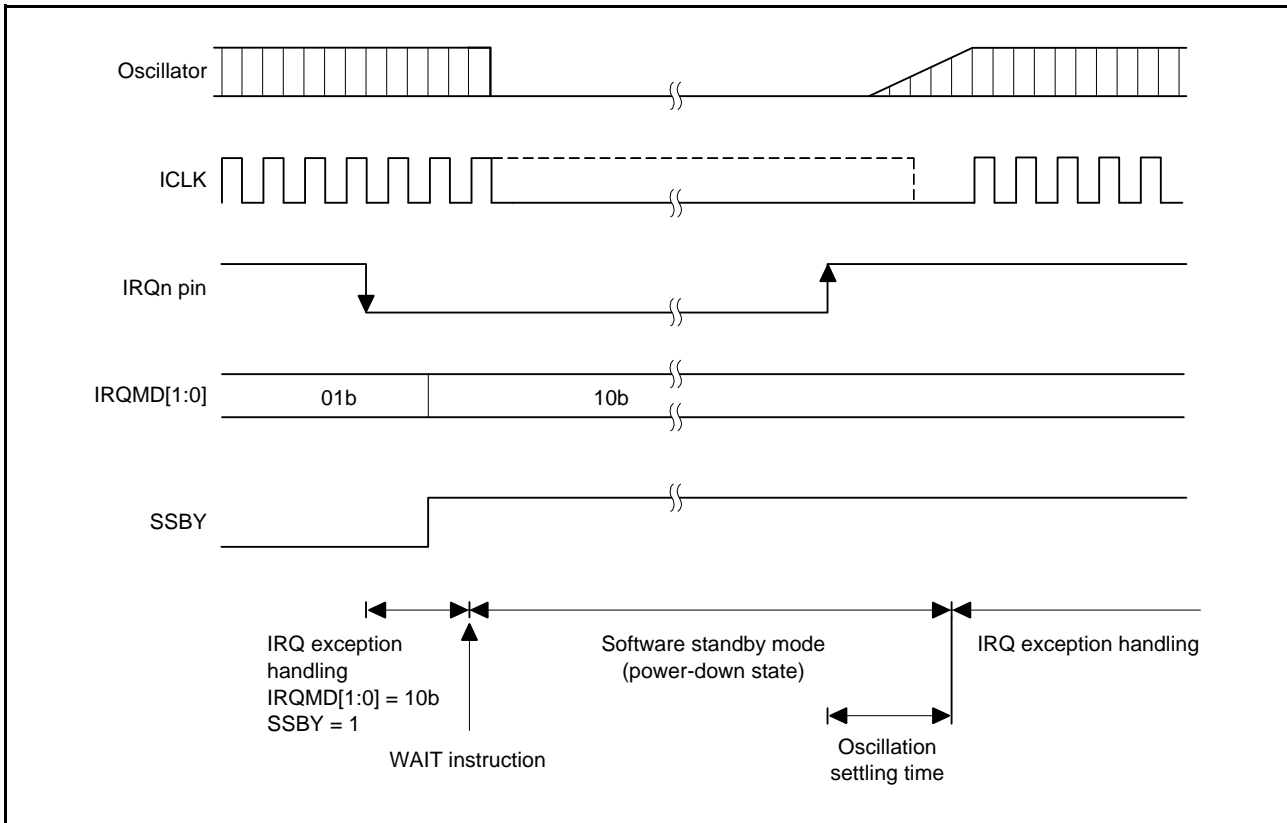 Oscillator
ICLK
IRQn pin
IRQMD[1:0]
01b
10b
SSBY
IRQ exception
handling
IRQMD[1:0] = 10b
SSBY = 1
WAIT instruction
Software standby mode
(power-down state)
Oscillation
settling time
IRQ exception handling